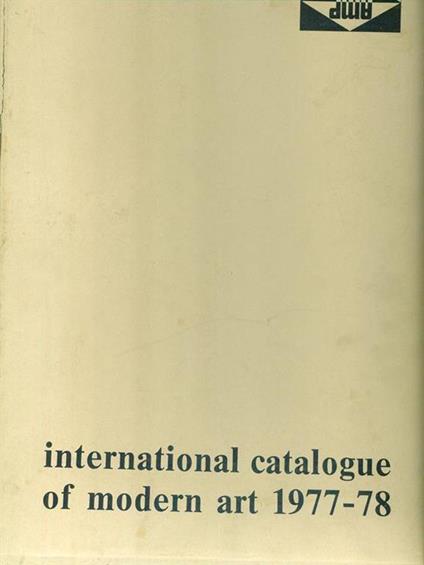 AMP
international catalogue
of modern art 1977-78